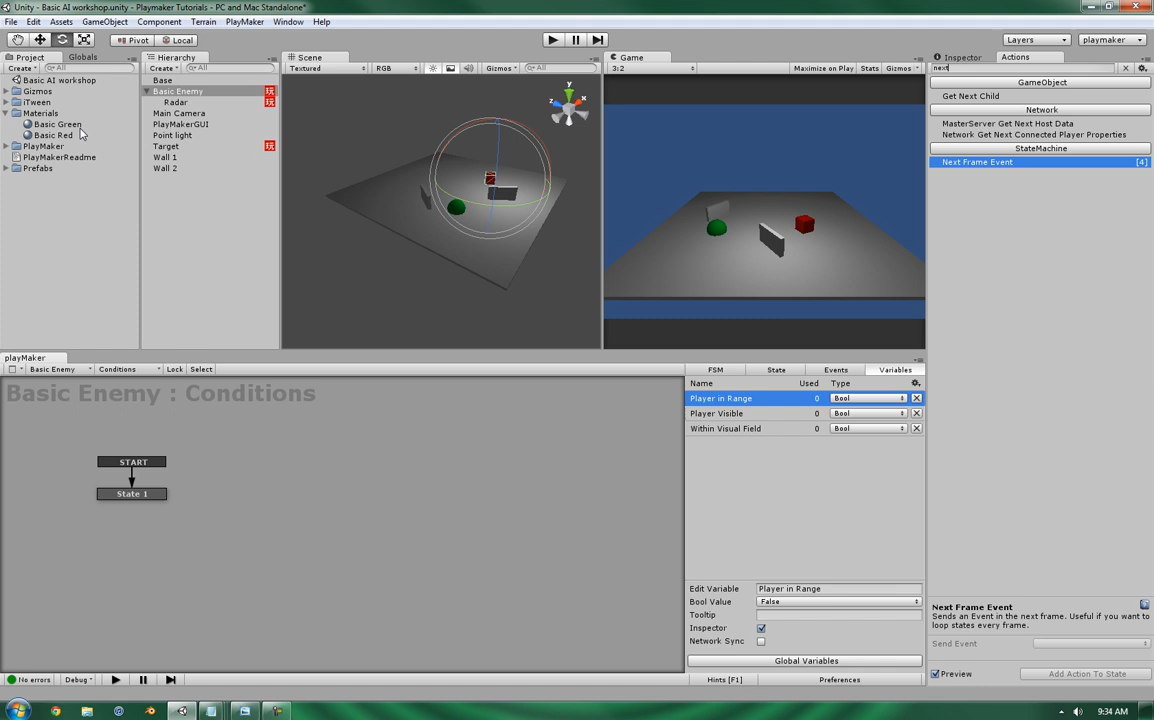 Unity - Basic AI workshop.unity - Playmaker Tutorials - PC and Mac Standalone*
File Edit Assets GameObject Component Terrain PlayMaker Window Help
Pivot Local Layers playmaker
Project Globals Hierarchy Scene Game Inspector Actions
Create All Create All Textured RGB Gizmos All 3:2 Maximize on Play Stats Gizmos next
Basic AI workshop
Gizmos
iTween
Materials
Basic Green
Basic Red
PlayMaker
PlayMakerReadme
Prefabs
Base
Basic Enemy 玩
Radar 玩
Main Camera
PlayMakerGUI
Point light
Target 玩
Wall 1
Wall 2
y
z x
GameObject
Get Next Child
Network
MasterServer Get Next Host Data
Network Get Next Connected Player Properties
StateMachine
Next Frame Event [4]
playMaker
Basic Enemy Conditions Lock Select FSM State Events Variables
Basic Enemy : Conditions
START
State 1
Name Used Type
Player in Range 0 Bool
Player Visible 0 Bool
Within Visual Field 0 Bool
Edit Variable Player in Range
Bool Value False
Tooltip
Inspector
Network Sync
Global Variables
Next Frame Event
Sends an Event in the next frame. Useful if you want to
loop states every frame.
Send Event
Preview Add Action To State
No errors Debug Hints [F1] Preferences
9:34 AM